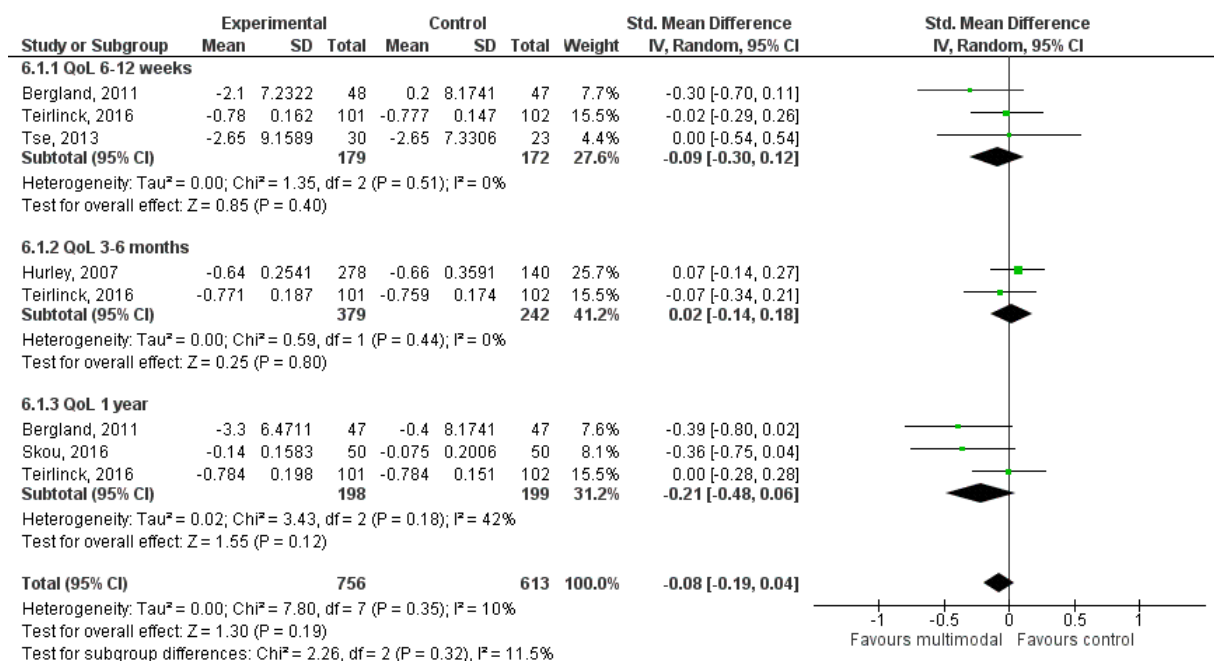 Experimental Control Std. Mean Difference Std. Mean Difference
Study or Subgroup Mean SD Total Mean SD Total Weight IV, Random, 95% CI IV, Random, 95% CI
6.1.1 QoL 6-12 weeks
Bergland, 2011 -2.1 7.2322 48 0.2 8.1741 47 7.7% -0.30 [-0.70, 0.11]
Teirlinck, 2016 -0.78 0.162 101 -0.777 0.147 102 15.5% -0.02 [-0.29, 0.26]
Tse, 2013 -2.65 9.1589 30 -2.65 7.3306 23 4.4% 0.00 [-0.54, 0.54]
Subtotal (95% CI) 179 172 27.6% -0.09 [-0.30, 0.12]
Heterogeneity: Tau² = 0.00; Chi² = 1.35, df = 2 (P = 0.51); I² = 0%
Test for overall effect: Z = 0.85 (P = 0.40)
6.1.2 QoL 3-6 months
Hurley, 2007 -0.64 0.2541 278 -0.66 0.3591 140 25.7% 0.07 [-0.14, 0.27]
Teirlinck, 2016 -0.771 0.187 101 -0.759 0.174 102 15.5% -0.07 [-0.34, 0.21]
Subtotal (95% CI) 379 242 41.2% 0.02 [-0.14, 0.18]
Heterogeneity: Tau² = 0.00; Chi² = 0.59, df = 1 (P = 0.44); I² = 0%
Test for overall effect: Z = 0.25 (P = 0.80)
6.1.3 QoL 1 year
Bergland, 2011 -3.3 6.4711 47 -0.4 8.1741 47 7.6% -0.39 [-0.80, 0.02]
Skou, 2016 -0.14 0.1583 50 -0.075 0.2006 50 8.1% -0.36 [-0.75, 0.04]
Teirlinck, 2016 -0.784 0.198 101 -0.784 0.151 102 15.5% 0.00 [-0.28, 0.28]
Subtotal (95% CI) 198 199 31.2% -0.21 [-0.48, 0.06]
Heterogeneity: Tau² = 0.02; Chi² = 3.43, df = 2 (P = 0.18); I² = 42%
Test for overall effect: Z = 1.55 (P = 0.12)
Total (95% CI) 756 613 100.0% -0.08 [-0.19, 0.04]
Heterogeneity: Tau² = 0.00; Chi² = 7.80, df = 7 (P = 0.35); I² = 10%
Test for overall effect: Z = 1.30 (P = 0.19)
Test for subgroup differences: Chi² = 2.26, df = 2 (P = 0.32), I² = 11.5%
-1 -0.5 0 0.5 1
Favours multimodal Favours control